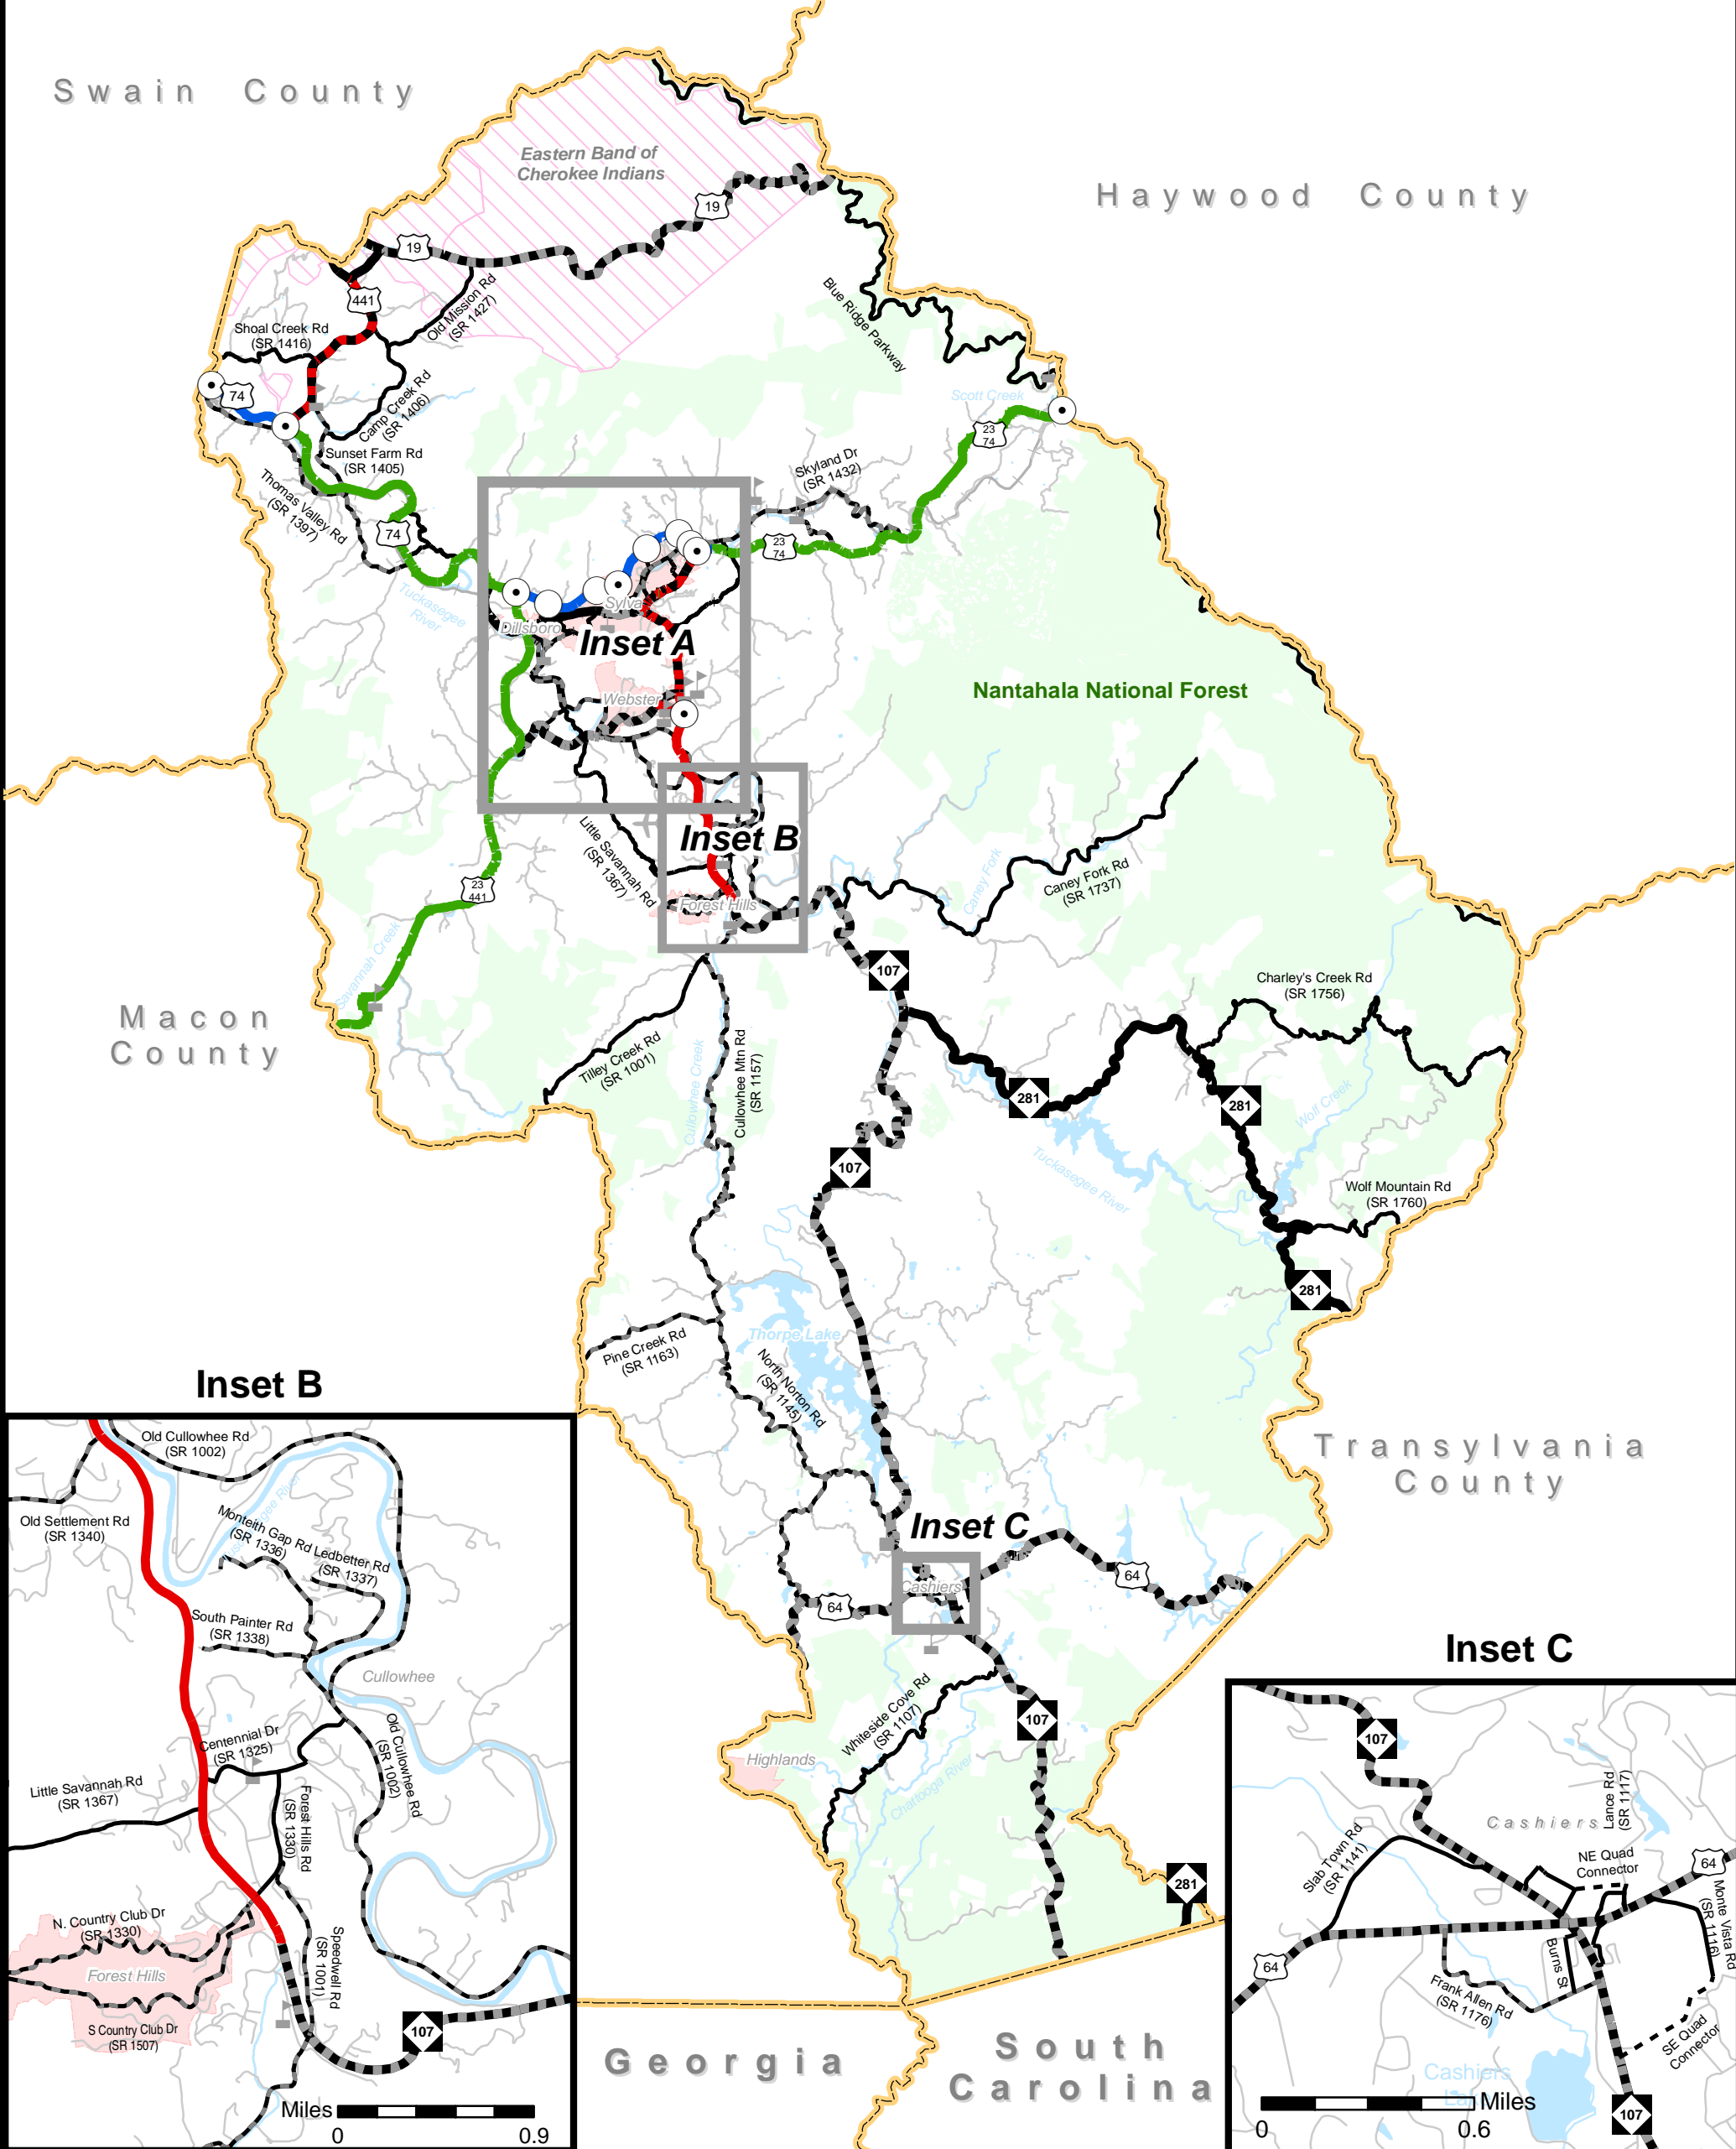 Swain County
Haywood County
Eastern Band of
Cherokee Indians
19
19
441
Old Mission Rd
(SR 1427)
Shoal Creek Rd
(SR 1416)
Blue Ridge Parkway
74
Camp Creek Rd
(SR 1406)
Scott Creek
23
74
Sunset Farm Rd
(SR 1405)
Thomas Valley Rd
(SR 1397)
Skyland Dr
(SR 1432)
74
23
74
Tuckasegee
River
Sylva
Dillsboro
Inset A
Webster
Nantahala National Forest
Little Savannah Rd
(SR 1367)
Inset B
23
441
Forest Hills
Caney Fork
Caney Fork Rd
(SR 1737)
Savannah Creek
107
Charley's Creek Rd
(SR 1756)
Macon
County
Tilley Creek Rd
(SR 1001)
Cullowhee Creek
Cullowhee Mtn Rd
(SR 1157)
281
281
Wolf Creek
107
Tuckasegee River
Wolf Mountain Rd
(SR 1760)
281
Pine Creek Rd
(SR 1163)
Thorpe Lake
North Norton Rd
(SR 1145)
Transylvania
County
Inset C
Cashiers
64
64
Whiteside Cove Rd
(SR 1107)
107
Highlands
Chattooga River
281
Georgia
South
Carolina
Inset B
Old Cullowhee Rd
(SR 1002)
Old Settlement Rd
(SR 1340)
Monteith Gap Rd
(SR 1336)
Ledbetter Rd
(SR 1337)
South Painter Rd
(SR 1338)
Cullowhee
Centennial Dr
(SR 1325)
Old Cullowhee Rd
(SR 1002)
Little Savannah Rd
(SR 1367)
Forest Hills Rd
(SR 1330)
N. Country Club Dr
(SR 1330)
Forest Hills
Speedwell Rd
(SR 1001)
S Country Club Dr
(SR 1507)
107
Miles
0 0.9
Inset C
107
Lance Rd
(SR 1117)
Cashiers
Slab Town Rd
(SR 1141)
NE Quad
Connector
64
Monte Vista Rd
(SR 1116)
Burns St
64
Frank Allen Rd
(SR 1176)
SE Quad
Connector
Cashiers
Miles
0 0.6
107